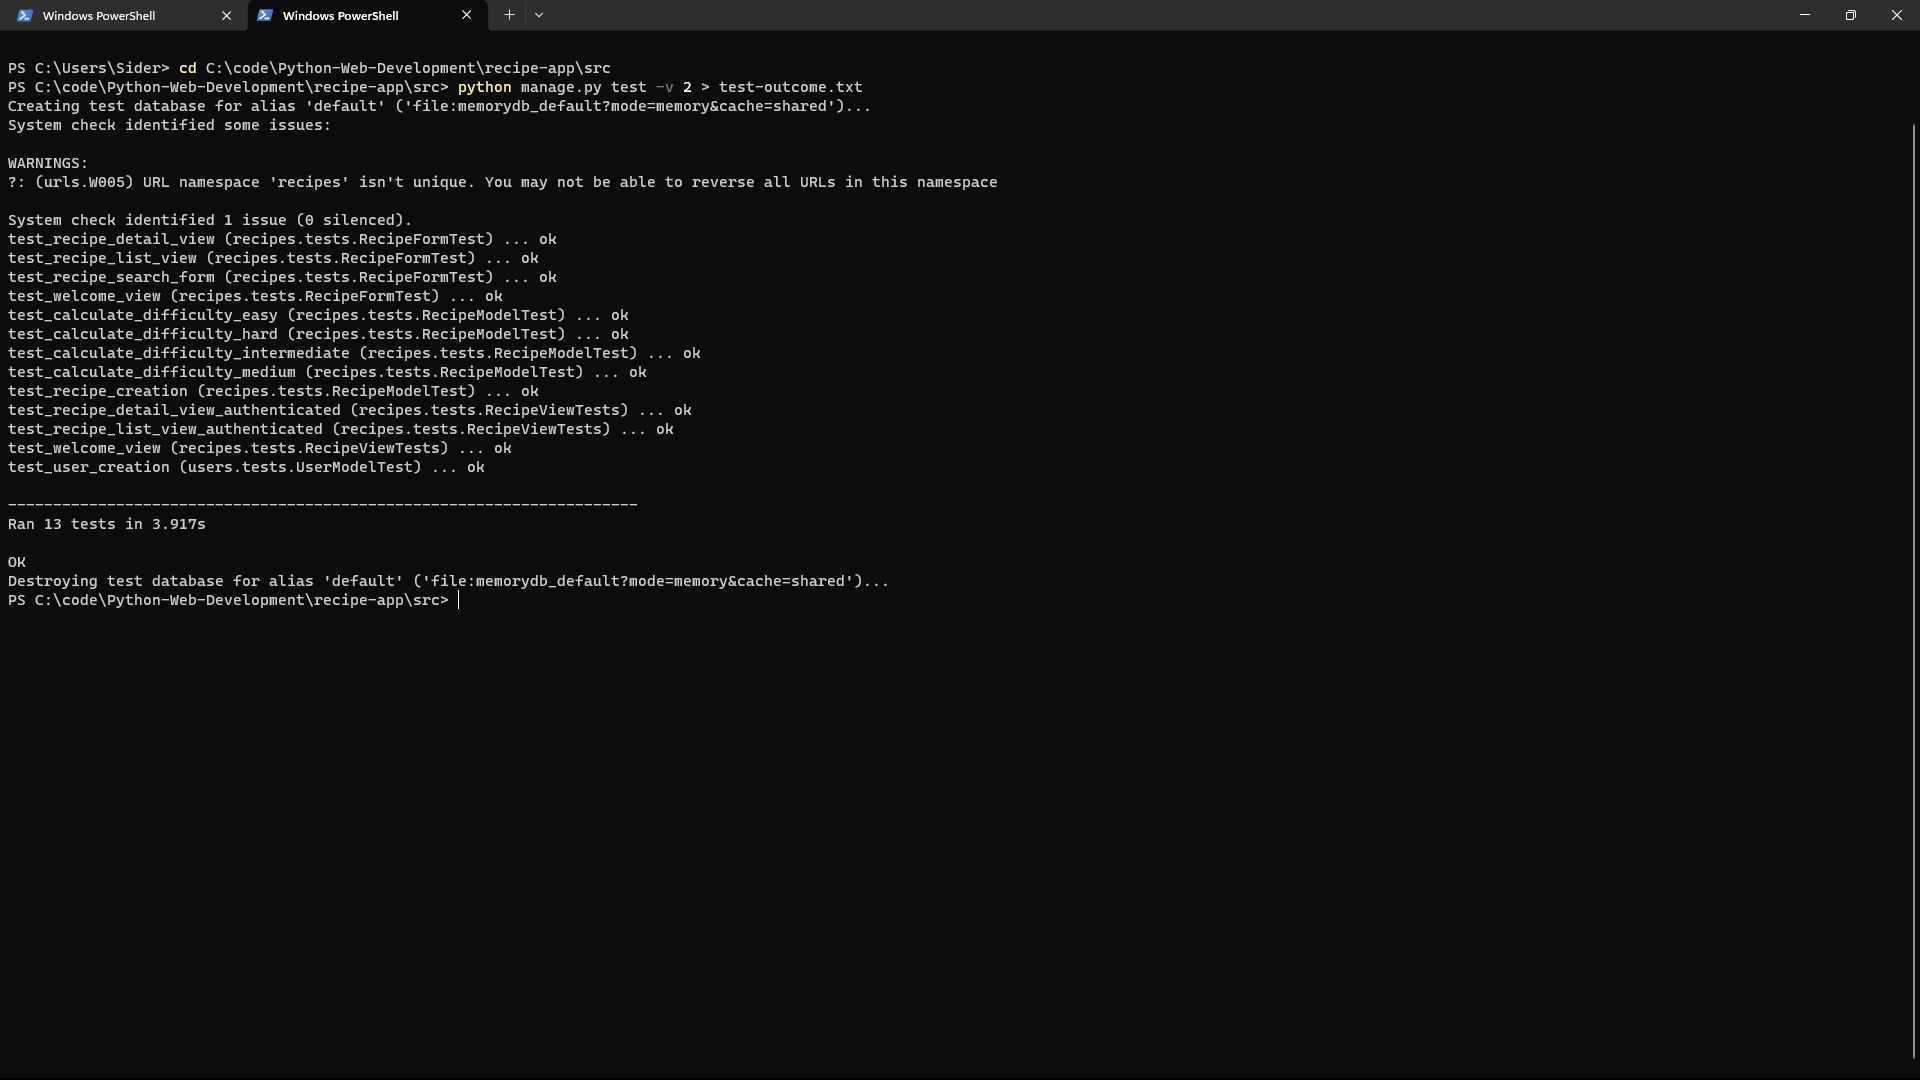 Windows PowerShell
Windows PowerShell
PS C:\Users\Sider> cd C:\code\Python-Web-Development\recipe-app\src
PS C:\code\Python-Web-Development\recipe-app\src> python manage.py test -v 2 > test-outcome.txt
Creating test database for alias 'default' ('file:memorydb_default?mode=memory&cache=shared')...
System check identified some issues:
WARNINGS:
?: (urls.W005) URL namespace 'recipes' isn't unique. You may not be able to reverse all URLs in this namespace
System check identified 1 issue (0 silenced).
test_recipe_detail_view (recipes.tests.RecipeFormTest) ... ok
test_recipe_list_view (recipes.tests.RecipeFormTest) ... ok
test_recipe_search_form (recipes.tests.RecipeFormTest) ... ok
test_welcome_view (recipes.tests.RecipeFormTest) ... ok
test_calculate_difficulty_easy (recipes.tests.RecipeModelTest) ... ok
test_calculate_difficulty_hard (recipes.tests.RecipeModelTest) ... ok
test_calculate_difficulty_intermediate (recipes.tests.RecipeModelTest) ... ok
test_calculate_difficulty_medium (recipes.tests.RecipeModelTest) ... ok
test_recipe_creation (recipes.tests.RecipeModelTest) ... ok
test_recipe_detail_view_authenticated (recipes.tests.RecipeViewTests) ... ok
test_recipe_list_view_authenticated (recipes.tests.RecipeViewTests) ... ok
test_welcome_view (recipes.tests.RecipeViewTests) ... ok
test_user_creation (users.tests.UserModelTest) ... ok
----------------------------------------------------------------------
Ran 13 tests in 3.917s
OK
Destroying test database for alias 'default' ('file:memorydb_default?mode=memory&cache=shared')...
PS C:\code\Python-Web-Development\recipe-app\src>